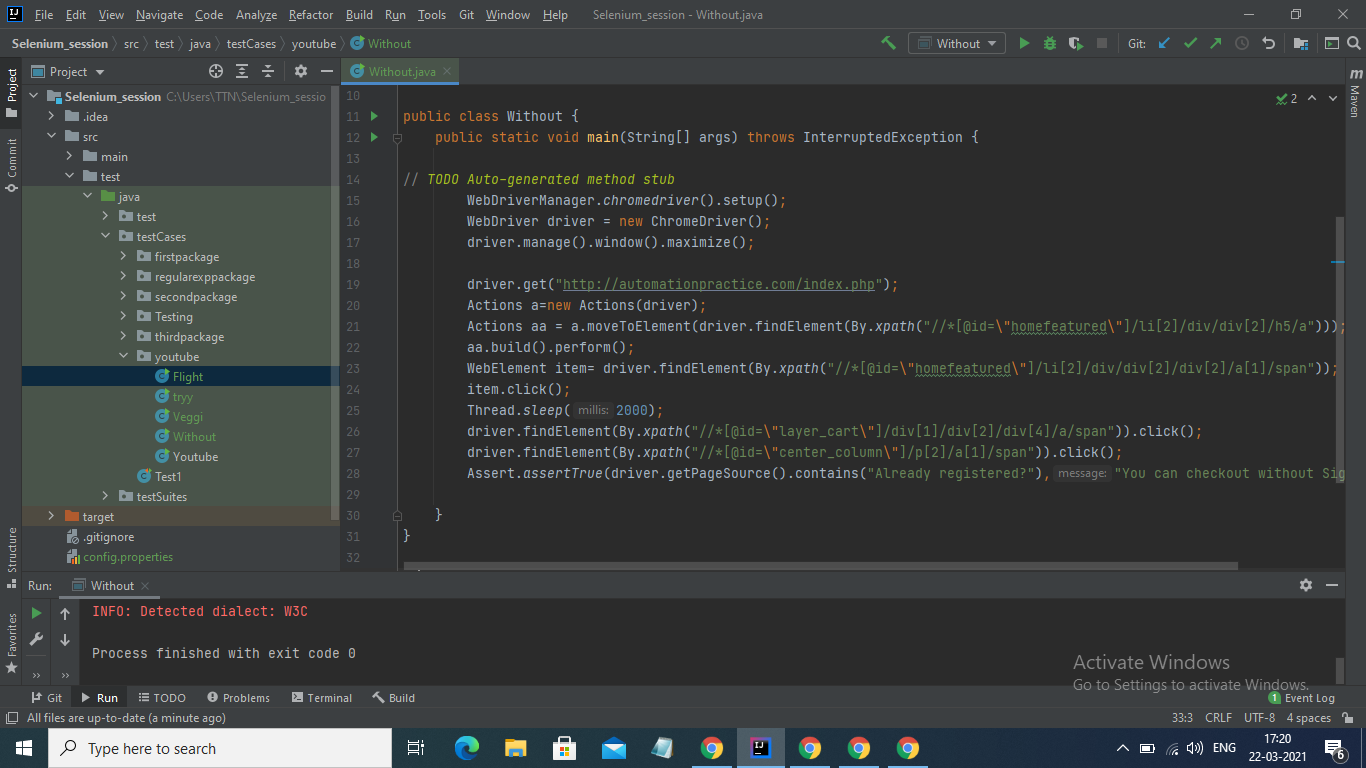 File Edit View Navigate Code Analyze Refactor Build Run Tools Git Window Help Selenium_session - Without.java
Selenium_session src test java testCases youtube Without Without Git:
Project Without.java
Selenium_session C:\Users\TTN\Selenium_sessio
.idea
src
main
test
java
test
testCases
firstpackage
regularexppackage
secondpackage
Testing
thirdpackage
youtube
Flight
tryy
Veggi
Without
Youtube
Test1
testSuites
target
.gitignore
config.properties
Project
Commit
Structure
Favorites
m
Maven
2
10
11 public class Without {
12 public static void main(String[] args) throws InterruptedException {
13
14 // TODO Auto-generated method stub
15 WebDriverManager.chromedriver().setup();
16 WebDriver driver = new ChromeDriver();
17 driver.manage().window().maximize();
18
19 driver.get("http://automationpractice.com/index.php");
20 Actions a=new Actions(driver);
21 Actions aa = a.moveToElement(driver.findElement(By.xpath("//*[@id=\"homefeatured\"]/li[2]/div/div[2]/h5/a")));
22 aa.build().perform();
23 WebElement item= driver.findElement(By.xpath("//*[@id=\"homefeatured\"]/li[2]/div/div[2]/div[2]/a[1]/span"));
24 item.click();
25 Thread.sleep( millis: 2000);
26 driver.findElement(By.xpath("//*[@id=\"layer_cart\"]/div[1]/div[2]/div[4]/a/span")).click();
27 driver.findElement(By.xpath("//*[@id=\"center_column\"]/p[2]/a[1]/span")).click();
28 Assert.assertTrue(driver.getPageSource().contains("Already registered?"), message: "You can checkout without Sig
29
30 }
31 }
32
Run: Without
INFO: Detected dialect: W3C
Process finished with exit code 0
Activate Windows
Go to Settings to activate Windows.
Git Run TODO Problems Terminal Build 1 Event Log
All files are up-to-date (a minute ago) 33:3 CRLF UTF-8 4 spaces
Type here to search ENG 17:20
22-03-2021 6